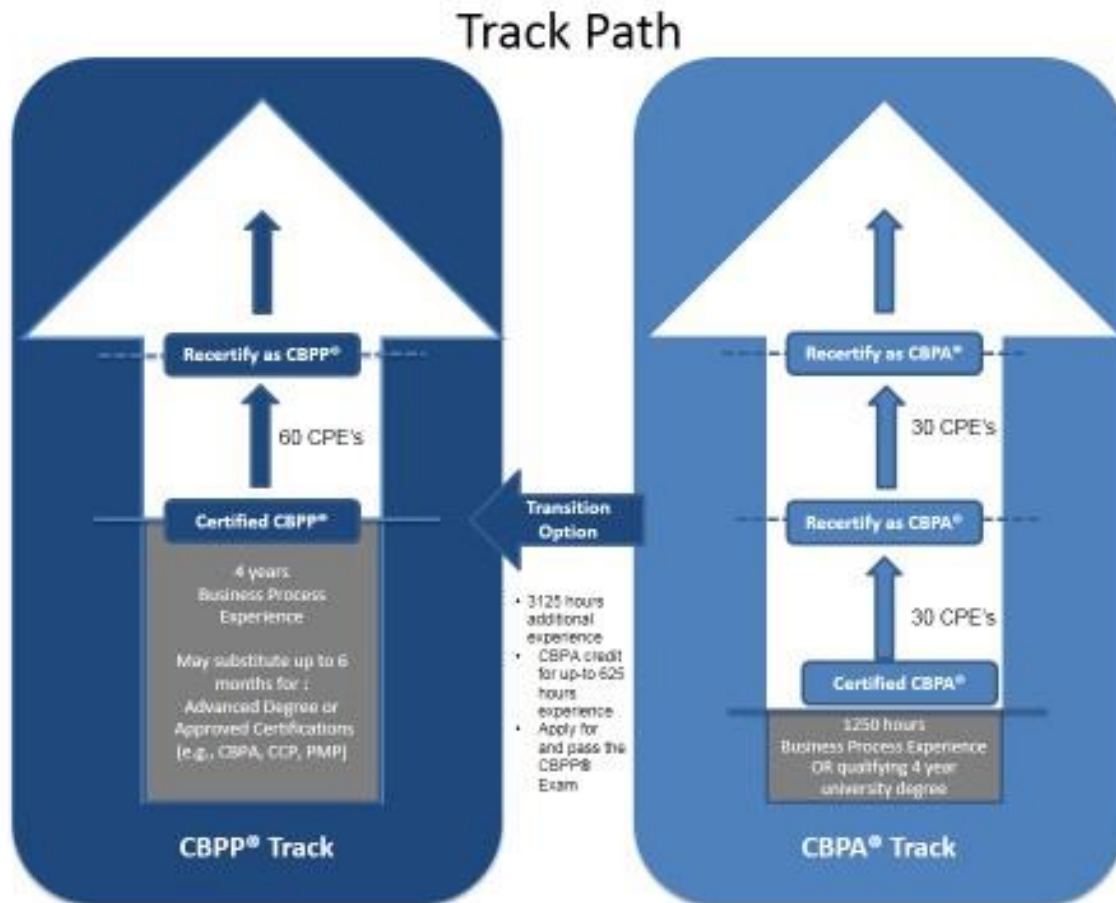 Track Path
Recertify as CBPP®
60 CPE's
Certified CBPP®
4 years
Business Process
Experience
May substitute up to 6
months for :
Advanced Degree or
Approved Certifications
(e.g., CBPA, CCP, PMP)
CBPP® Track
Transition
Option
• 3125 hours
additional
experience
• CBPA credit
for up-to 625
hours
experience
• Apply for
and pass the
CBPP®
Exam
Recertify as CBPA®
30 CPE's
Recertify as CBPA®
30 CPE's
Certified CBPA®
1250 hours
Business Process Experience
OR qualifying 4 year
university degree
CBPA® Track